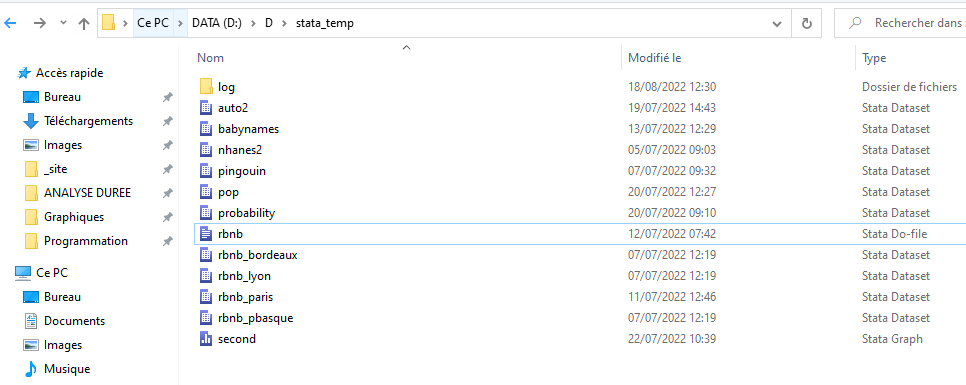 Ce PC > DATA (D:) > D > stata_temp
Rechercher dans :
Nom Modifié le Type
Accès rapide
Bureau
Téléchargements
Images
_site
ANALYSE DUREE
Graphiques
Programmation
Ce PC
Bureau
Documents
Images
Musique
log 18/08/2022 12:30 Dossier de fichiers
auto2 19/07/2022 14:43 Stata Dataset
babynames 13/07/2022 12:29 Stata Dataset
nhanes2 05/07/2022 09:03 Stata Dataset
pingouin 07/07/2022 09:32 Stata Dataset
pop 20/07/2022 12:27 Stata Dataset
probability 20/07/2022 09:10 Stata Dataset
rbnb 12/07/2022 07:42 Stata Do-file
rbnb_bordeaux 07/07/2022 12:19 Stata Dataset
rbnb_lyon 07/07/2022 12:19 Stata Dataset
rbnb_paris 11/07/2022 12:46 Stata Dataset
rbnb_pbasque 07/07/2022 12:19 Stata Dataset
second 22/07/2022 10:39 Stata Graph